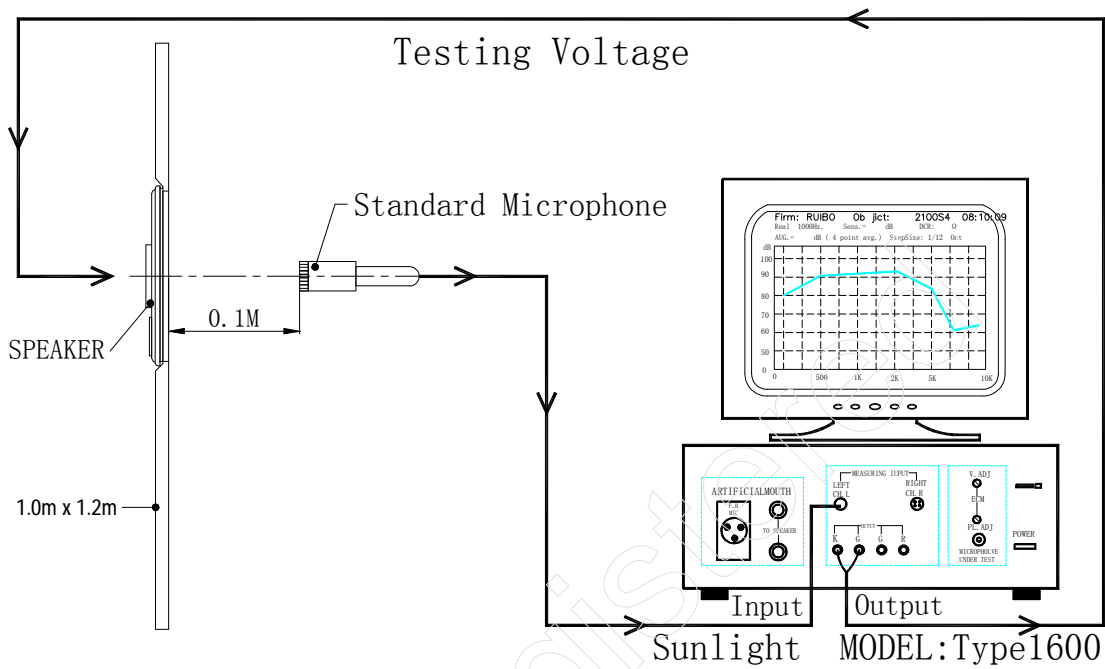 Testing Voltage
Standard Microphone
0.1M
SPEAKER
1.0m x 1.2m
Firm: RUIBO Ob jict: 2100S4 08:10:09
Real 1000Hz. Sens.= dB DCR: Ω
AUG.= dB ( 4 point avg.) StepSize: 1/12 Oct
dB
100
90
80
70
60
50
0
0 500 1K 2K 5K 10K
ARTIFICIALMOUTH
P.R.
MIC
TO SPEAKER
MEASURING IUPUT
LEFT RIGHT
CH.L CH.R
OUTUT
K G G R
V.ADJ
ECM
PL.ADJ
MICROPHOLVE
UNDER TEST
POWER
Input Output
Sunlight MODEL:Type1600